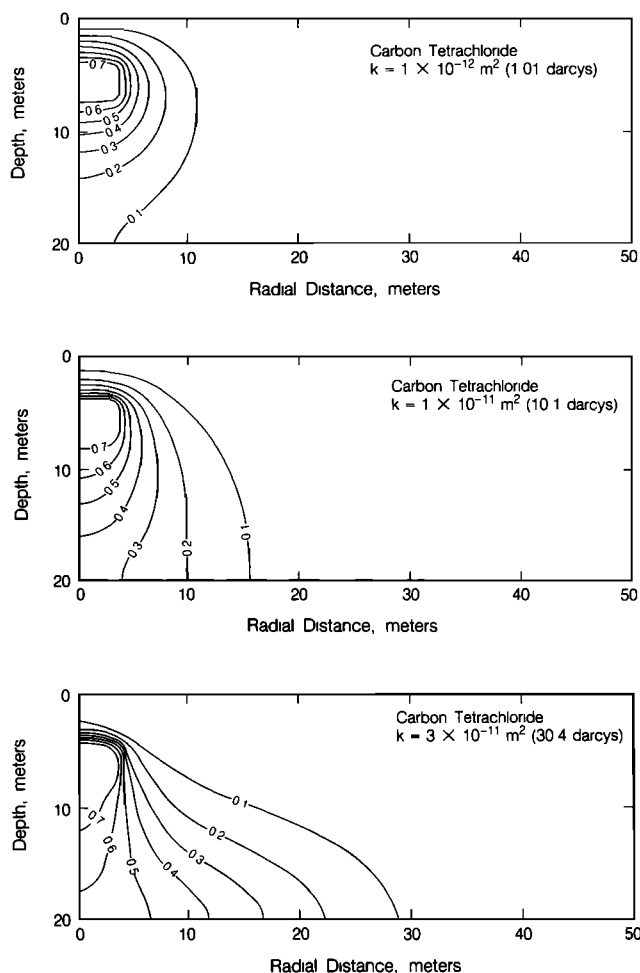 0
10
20
Depth, meters
Carbon Tetrachloride
k = 1 × 10⁻¹² m² (1 01 darcys)
0 7
0 6
0 5
0 4
0 3
0 2
0 1
0 10 20 30 40 50
Radial Distance, meters
0
10
20
Depth, meters
Carbon Tetrachloride
k = 1 × 10⁻¹¹ m² (10 1 darcys)
0 7
0 6
0 5
0 4
0 3
0 2
0 1
0 10 20 30 40 50
Radial Distance, meters
0
10
20
Depth, meters
Carbon Tetrachloride
k = 3 × 10⁻¹¹ m² (30 4 darcys)
0 1
0 2
0 3
0 4
0 5
0 6
0 7
0 10 20 30 40 50
Radial Distance, meters